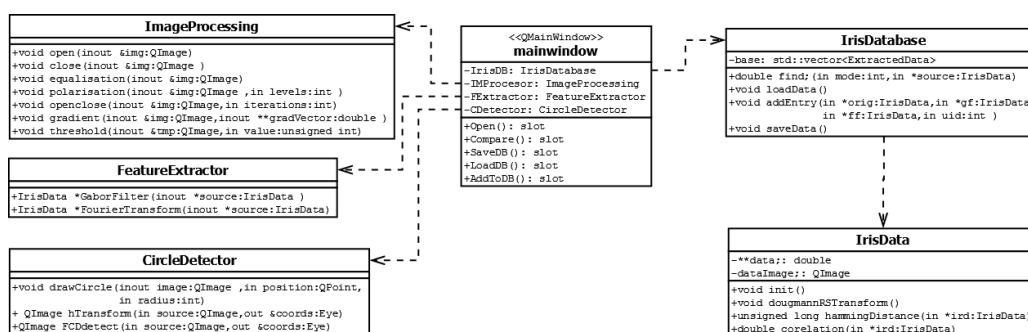 ImageProcessing
+void open(inout &img:QImage)
+void close(inout &img:QImage )
+void equalisation(inout &img:QImage)
+void polarisation(inout &img:QImage ,in levels:int )
+void openclose(inout &img:QImage,in iterations:int)
+void gradient(inout &img:QImage,inout **gradVector:double )
+void threshold(inout &tmp:QImage,in value:unsigned int)
FeatureExtractor
+IrisData *GaborFilter(inout *source:IrisData )
+IrisData *FourierTransform(inout *source:IrisData)
CircleDetector
+void drawCircle(inout image:QImage ,in position:QPoint,
in radius:int)
+ QImage hTransform(in source:QImage,out &coords:Eye)
+QImage FCDdetect(in source:QImage,out &coords:Eye)
<<QMainWindow>>
mainwindow
-IrisDB: IrisDatabase
-IMProcesor: ImageProcessing
-FExtractor: FeatureExtractor
-CDetector: CircleDetector
+Open(): slot
+Compare(): slot
+SaveDB(): slot
+LoadDB(): slot
+AddToDB(): slot
IrisDatabase
-base: std::vector<ExtractedData>
+double find;(in mode:int,in *source:IrisData)
+void loadData()
+void addEntry(in *orig:IrisData,in *gf:IrisData
in *ff:IrisData,in uid:int )
+void saveData()
IrisData
-**data;: double
-dataImage;: QImage
+void init()
+void dougmannRSTransform()
+unsigned long hammingDistance(in *ird:IrisData)
+double corelation(in *ird:IrisData)